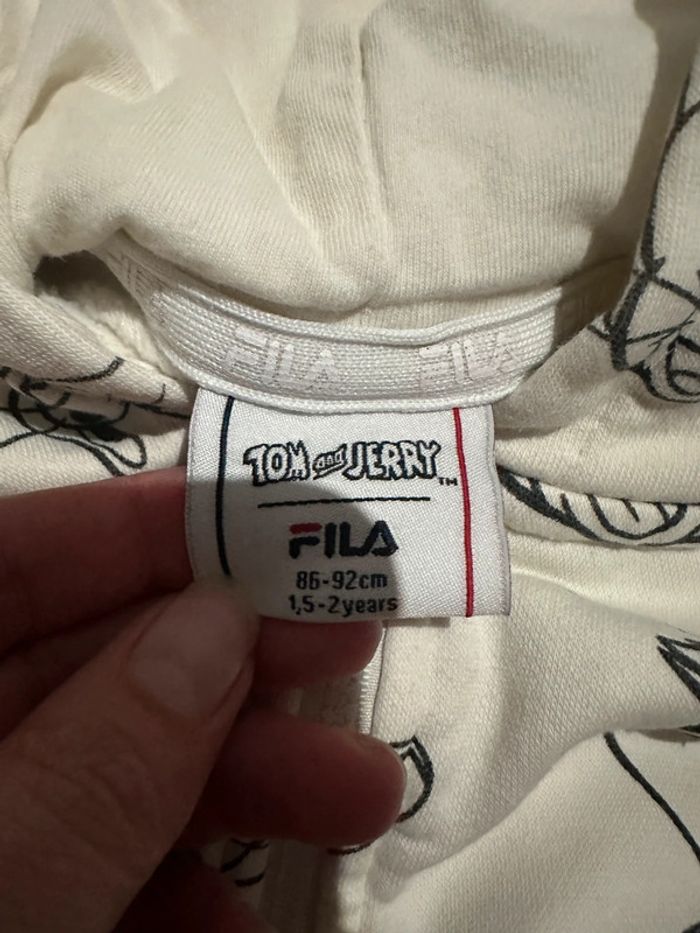 FILA FILA
TOM and JERRY™
FILA
86-92cm
1,5-2years